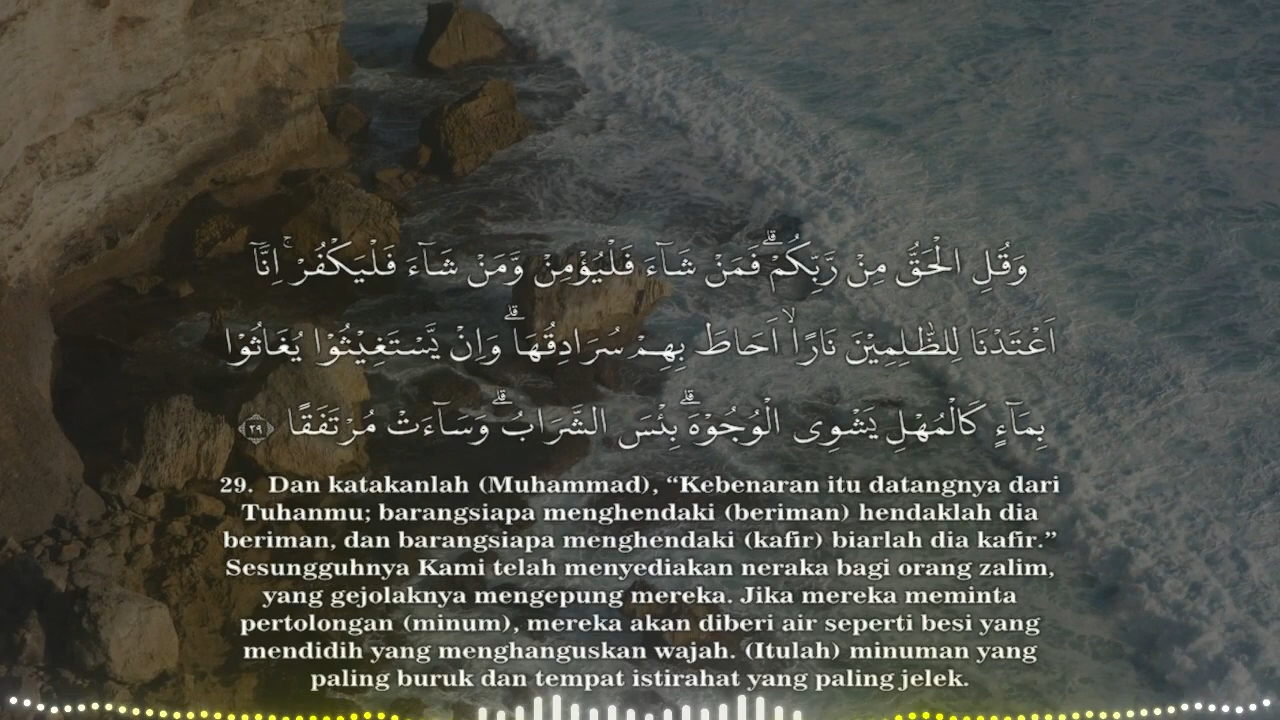 وَقُلِ الْحَقُّ مِنْ رَّبِّكُمْۗ فَمَنْ شَاۤءَ فَلْيُؤْمِنْ وَّمَنْ شَاۤءَ فَلْيَكْفُرْۚ اِنَّآ
اَعْتَدْنَا لِلظّٰلِمِيْنَ نَارًاۙ اَحَاطَ بِهِمْ سُرَادِقُهَاۗ وَاِنْ يَّسْتَغِيْثُوْا يُغَاثُوْا
بِمَاۤءٍ كَالْمُهْلِ يَشْوِى الْوُجُوْهَۗ بِئْسَ الشَّرَابُۗ وَسَاۤءَتْ مُرْتَفَقًا ۝٢٩
29. Dan katakanlah (Muhammad), “Kebenaran itu datangnya dari
Tuhanmu; barangsiapa menghendaki (beriman) hendaklah dia
beriman, dan barangsiapa menghendaki (kafir) biarlah dia kafir.”
Sesungguhnya Kami telah menyediakan neraka bagi orang zalim,
yang gejolaknya mengepung mereka. Jika mereka meminta
pertolongan (minum), mereka akan diberi air seperti besi yang
mendidih yang menghanguskan wajah. (Itulah) minuman yang
paling buruk dan tempat istirahat yang paling jelek.